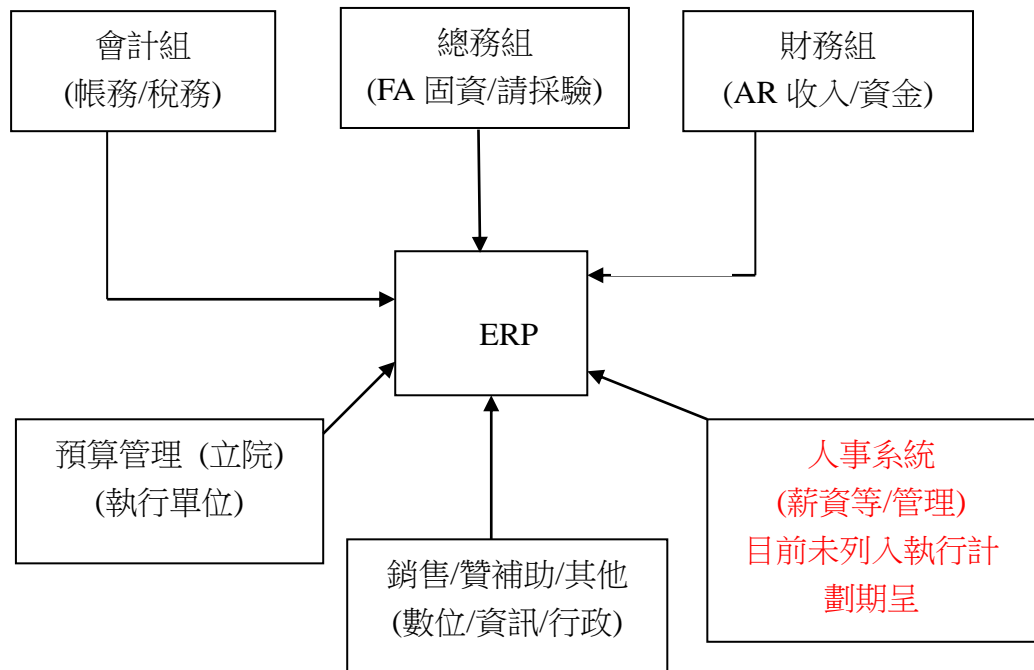 會計組
(帳務/稅務)
總務組
(FA 固資/請採驗)
財務組
(AR 收入/資金)
ERP
預算管理 (立院)
(執行單位)
銷售/贊補助/其他
(數位/資訊/行政)
人事系統
(薪資等/管理)
目前未列入執行計
劃期呈